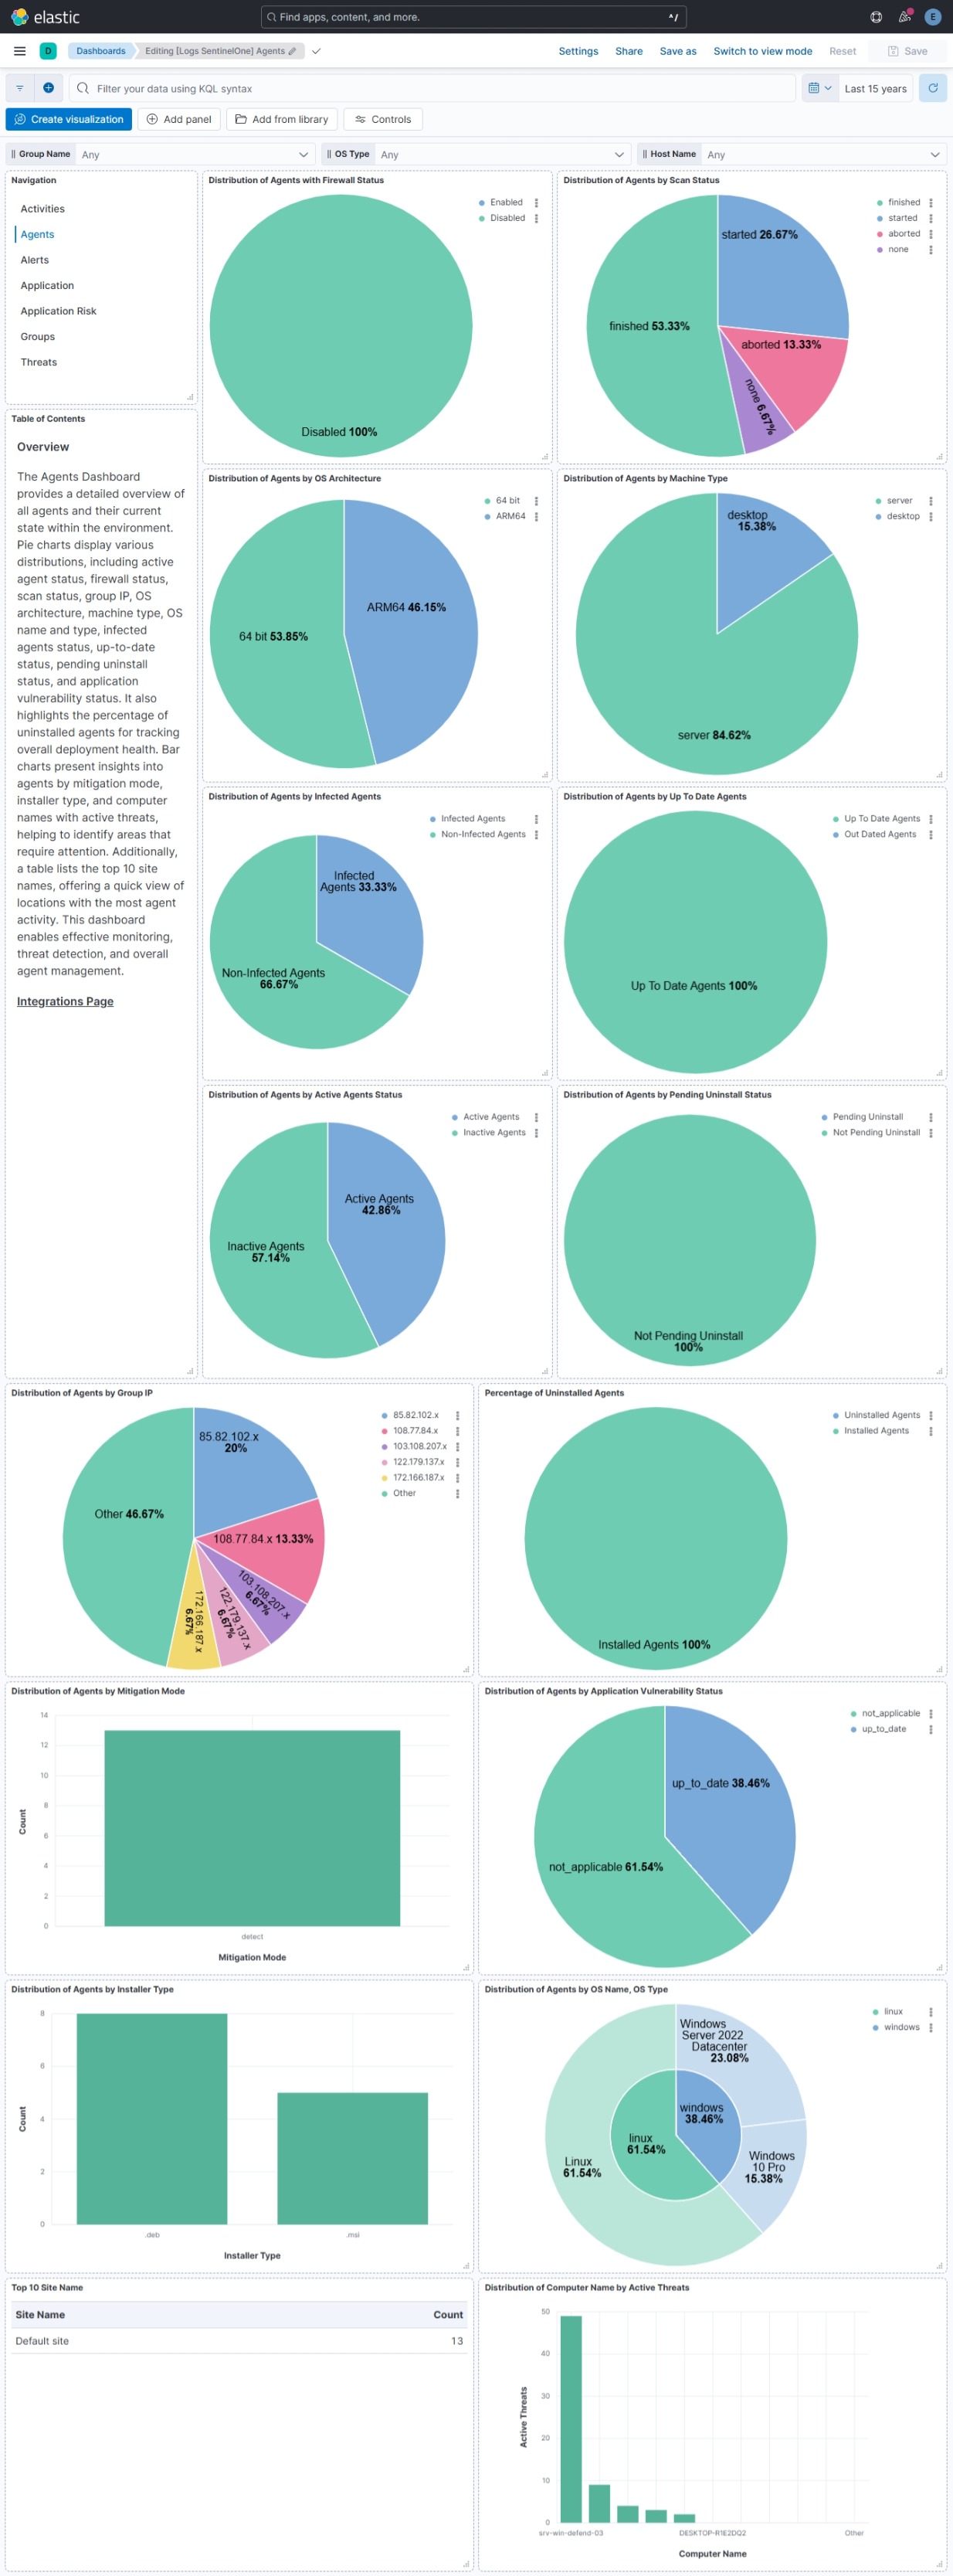 elastic
Find apps, content, and more.
^/
E
D
Dashboards
Editing [Logs SentinelOne] Agents
Settings
Share
Save as
Switch to view mode
Reset
Save
Filter your data using KQL syntax
Last 15 years
Create visualization
Add panel
Add from library
Controls
Group Name
Any
OS Type
Any
Host Name
Any
Navigation
Activities
Agents
Alerts
Application
Application Risk
Groups
Threats
Distribution of Agents with Firewall Status
Enabled
Disabled
Disabled 100%
Distribution of Agents by Scan Status
finished
started
aborted
none
started 26.67%
finished 53.33%
aborted 13.33%
none 6.67%
Table of Contents
Overview
The Agents Dashboard
provides a detailed overview of
all agents and their current
state within the environment.
Pie charts display various
distributions, including active
agent status, firewall status,
scan status, group IP, OS
architecture, machine type, OS
name and type, infected
agents status, up-to-date
status, pending uninstall
status, and application
vulnerability status. It also
highlights the percentage of
uninstalled agents for tracking
overall deployment health. Bar
charts present insights into
agents by mitigation mode,
installer type, and computer
names with active threats,
helping to identify areas that
require attention. Additionally,
a table lists the top 10 site
names, offering a quick view of
locations with the most agent
activity. This dashboard
enables effective monitoring,
threat detection, and overall
agent management.
Integrations Page
Distribution of Agents by OS Architecture
64 bit
ARM64
ARM64 46.15%
64 bit 53.85%
Distribution of Agents by Machine Type
server
desktop
desktop
15.38%
server 84.62%
Distribution of Agents by Infected Agents
Infected Agents
Non-Infected Agents
Infected
Agents 33.33%
Non-Infected Agents
66.67%
Distribution of Agents by Up To Date Agents
Up To Date Agents
Out Dated Agents
Up To Date Agents 100%
Distribution of Agents by Active Agents Status
Active Agents
Inactive Agents
Active Agents
42.86%
Inactive Agents
57.14%
Distribution of Agents by Pending Uninstall Status
Pending Uninstall
Not Pending Uninstall
Not Pending Uninstall
100%
Distribution of Agents by Group IP
85.82.102.x
108.77.84.x
103.108.207.x
122.179.137.x
172.166.187.x
Other
85.82.102.x
20%
Other 46.67%
108.77.84.x 13.33%
103.108.207.x
6.67%
122.179.137.x
6.67%
172.166.187.x
6.67%
Percentage of Uninstalled Agents
Uninstalled Agents
Installed Agents
Installed Agents 100%
Distribution of Agents by Mitigation Mode
14
12
10
8
6
4
2
0
Count
detect
Mitigation Mode
Distribution of Agents by Application Vulnerability Status
not_applicable
up_to_date
up_to_date 38.46%
not_applicable 61.54%
Distribution of Agents by Installer Type
8
6
4
2
0
Count
.deb
.msi
Installer Type
Distribution of Agents by OS Name, OS Type
linux
windows
Windows
Server 2022
Datacenter
23.08%
windows
38.46%
linux
61.54%
Linux
61.54%
Windows
10 Pro
15.38%
Top 10 Site Name
Site Name
Count
Default site
13
Distribution of Computer Name by Active Threats
50
40
30
20
10
0
Active Threats
srv-win-defend-03
DESKTOP-R1E2DQ2
Other
Computer Name